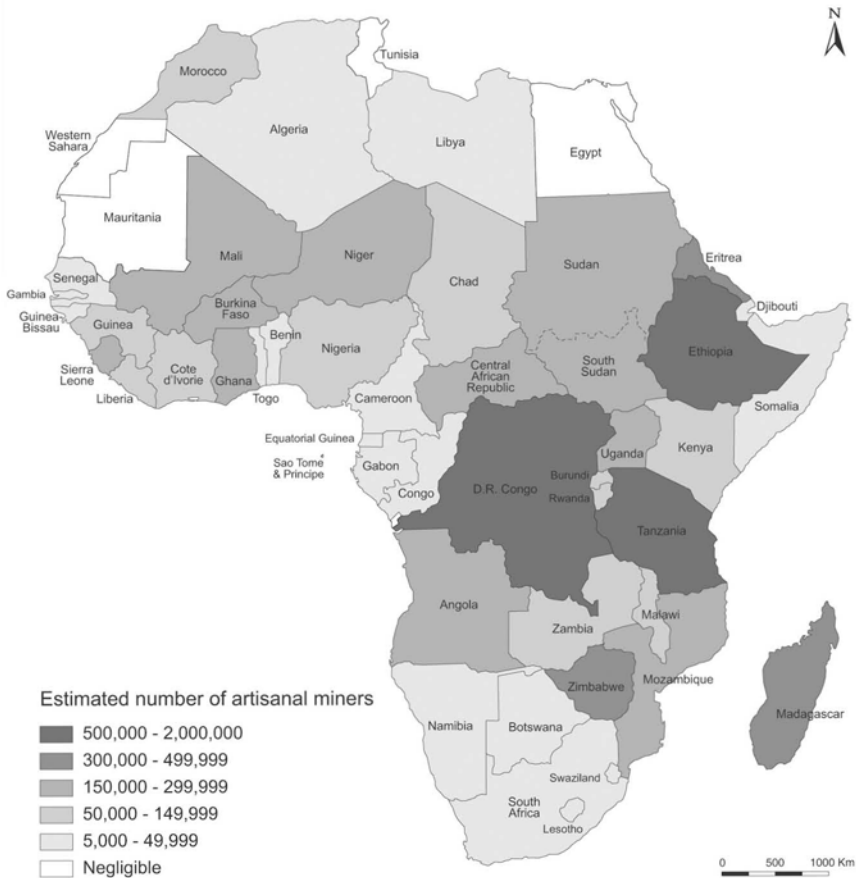 N
Tunisia
Morocco
Algeria
Libya
Egypt
Western
Sahara
Mauritania
Mali
Niger
Chad
Sudan
Eritrea
Senegal
Gambia
Guinea
Bissau
Guinea
Burkina
Faso
Benin
Nigeria
Djibouti
Ethiopia
Sierra
Leone
Liberia
Cote
d'Ivorie
Ghana
Togo
Central
African
Republic
South
Sudan
Somalia
Cameroon
Equatorial Guinea
Sao Tome
& Principe
Gabon
Congo
D.R. Congo
Uganda
Kenya
Burundi
Rwanda
Tanzania
Angola
Zambia
Malawi
Mozambique
Zimbabwe
Madagascar
Namibia
Botswana
Swaziland
South
Africa
Lesotho
Estimated number of artisanal miners
500,000 - 2,000,000
300,000 - 499,999
150,000 - 299,999
50,000 - 149,999
5,000 - 49,999
Negligible
0 500 1000 Km